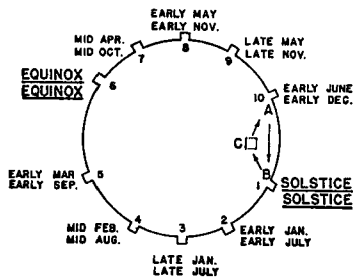 EARLY MAY
EARLY NOV.
MID APR.
MID OCT.
LATE MAY
LATE NOV.
7
8
9
EQUINOX
EQUINOX
6
10
EARLY JUNE
EARLY DEC.
A
C
B
EARLY MAR
EARLY SEP.
5
1
SOLSTICE
SOLSTICE
MID FEB.
MID AUG.
4
3
2
EARLY JAN.
EARLY JULY
LATE JAN.
LATE JULY